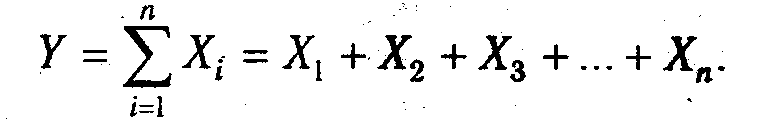 Y = \sum_{i=1}^{n} X_i = X_1 + X_2 + X_3 + ... + X_n.